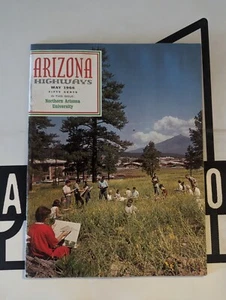 ARIZONA
HIGHWAYS
MAY 1966
FIFTY CENTS
Northern Arizona
University
A
O